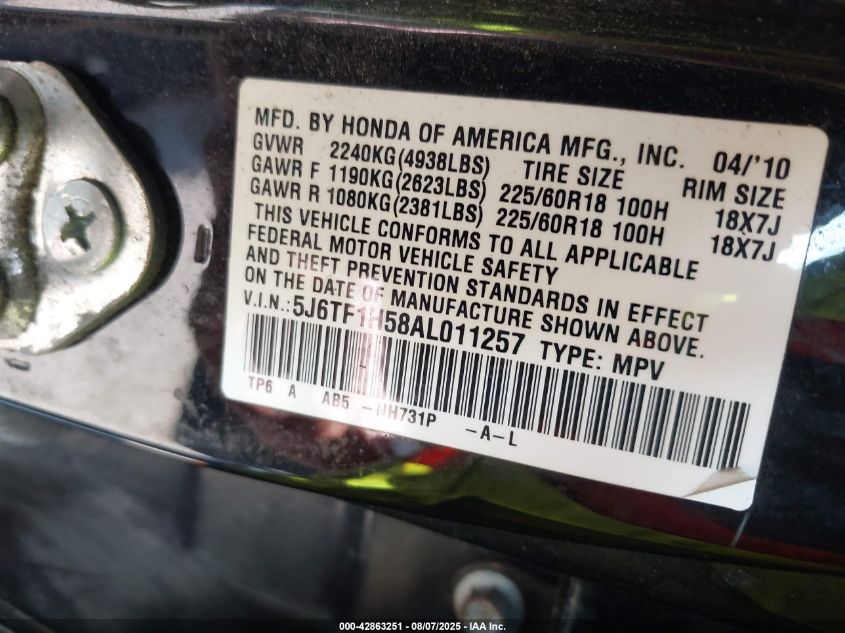 MFD. BY HONDA OF AMERICA MFG., INC. 04/'10
GVWR 2240KG(4938LBS) TIRE SIZE RIM SIZE
GAWR F 1190KG(2623LBS) 225/60R18 100H 18X7J
GAWR R 1080KG(2381LBS) 225/60R18 100H 18X7J
THIS VEHICLE CONFORMS TO ALL APPLICABLE
FEDERAL MOTOR VEHICLE SAFETY
AND THEFT PREVENTION STANDARDS IN EFFECT
ON THE DATE OF MANUFACTURE SHOWN ABOVE.
V.I.N.:5J6TF1H58AL011257 TYPE: MPV
TP6 A AB5 -NH731P -A-L
000-42863251 - 08/07/2025 - IAA Inc.